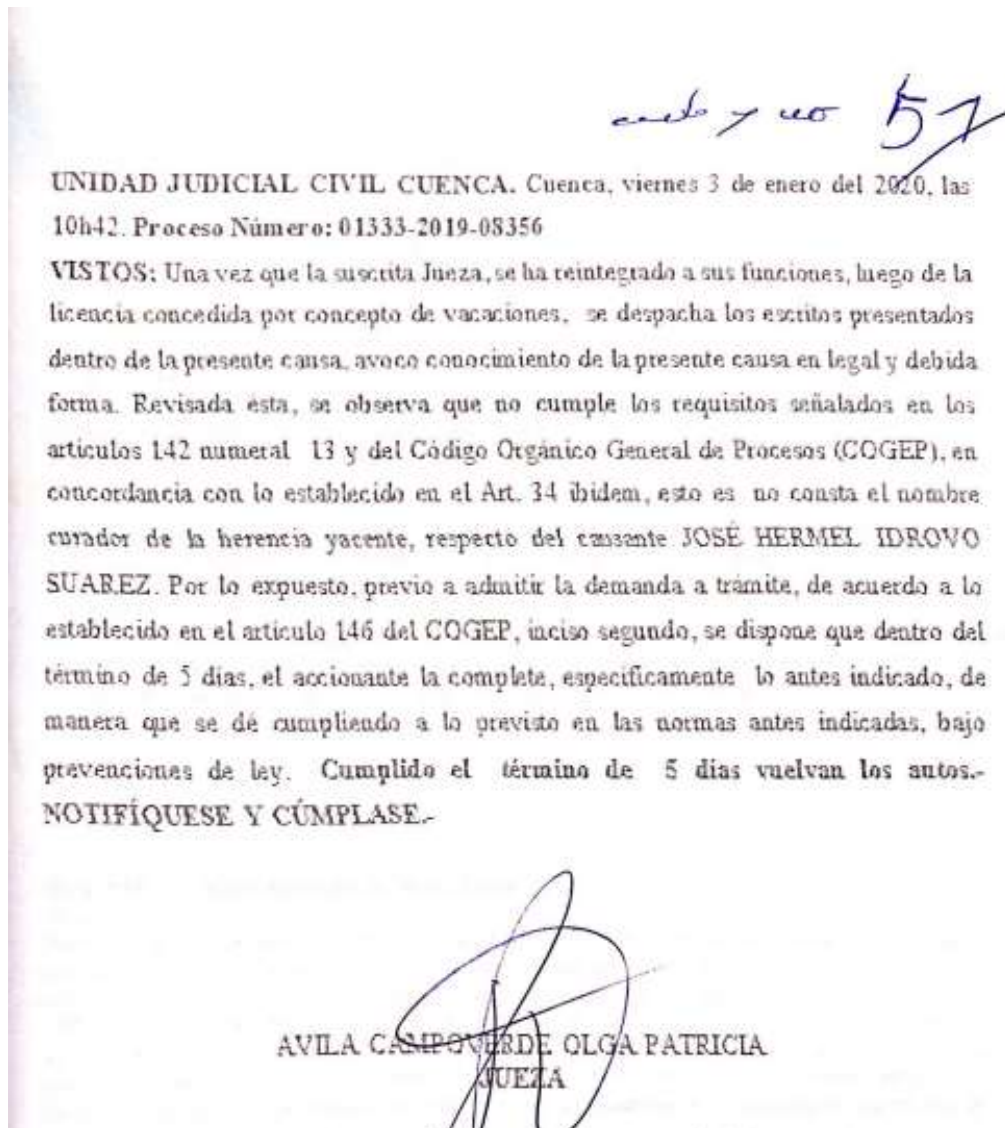 y uo 51
UNIDAD JUDICIAL CIVIL CUENCA. Cuenca, viernes 3 de enero del 2020, las
10h42. Proceso Número: 01333-2019-08356
VISTOS: Una vez que la suscrita Jueza, se ha reintegrado a sus funciones, luego de la
licencia concedida por concepto de vacaciones, se despacha los escritos presentados
dentro de la presente causa, avoco conocimiento de la presente causa en legal y debida
forma. Revisada esta, se observa que no cumple los requisitos señalados en los
artículos 142 numeral 13 y del Código Orgánico General de Procesos (COGEP), en
concordancia con lo establecido en el Art. 34 ibidem, esto es no consta el nombre
curador de la herencia yacente, respecto del causante JOSÉ HERMEL IDROVO
SUAREZ. Por lo expuesto, previo a admitir la demanda a trámite, de acuerdo a lo
establecido en el artículo 146 del COGEP, inciso segundo, se dispone que dentro del
término de 5 días, el accionante la complete, específicamente lo antes indicado, de
manera que se dé cumpliendo a lo previsto en las normas antes indicadas, bajo
prevenciones de ley. Cumplido el término de 5 días vuelvan los autos.-
NOTIFÍQUESE Y CÚMPLASE.-
AVILA CAMPOVERDE OLGA PATRICIA
JUEZA